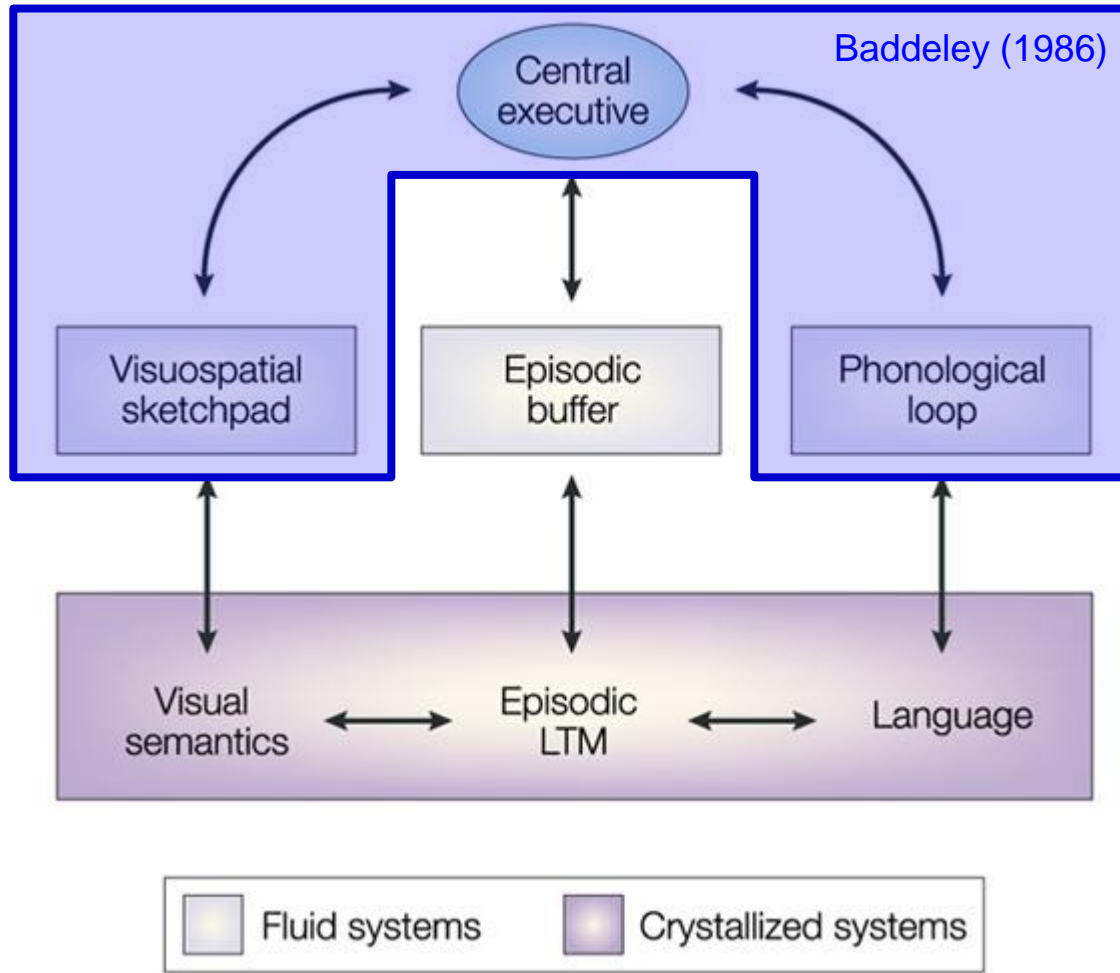 Baddeley (1986)
Central
executive
Visuospatial
sketchpad
Episodic
buffer
Phonological
loop
Visual
semantics
Episodic
LTM
Language
Fluid systems
Crystallized systems